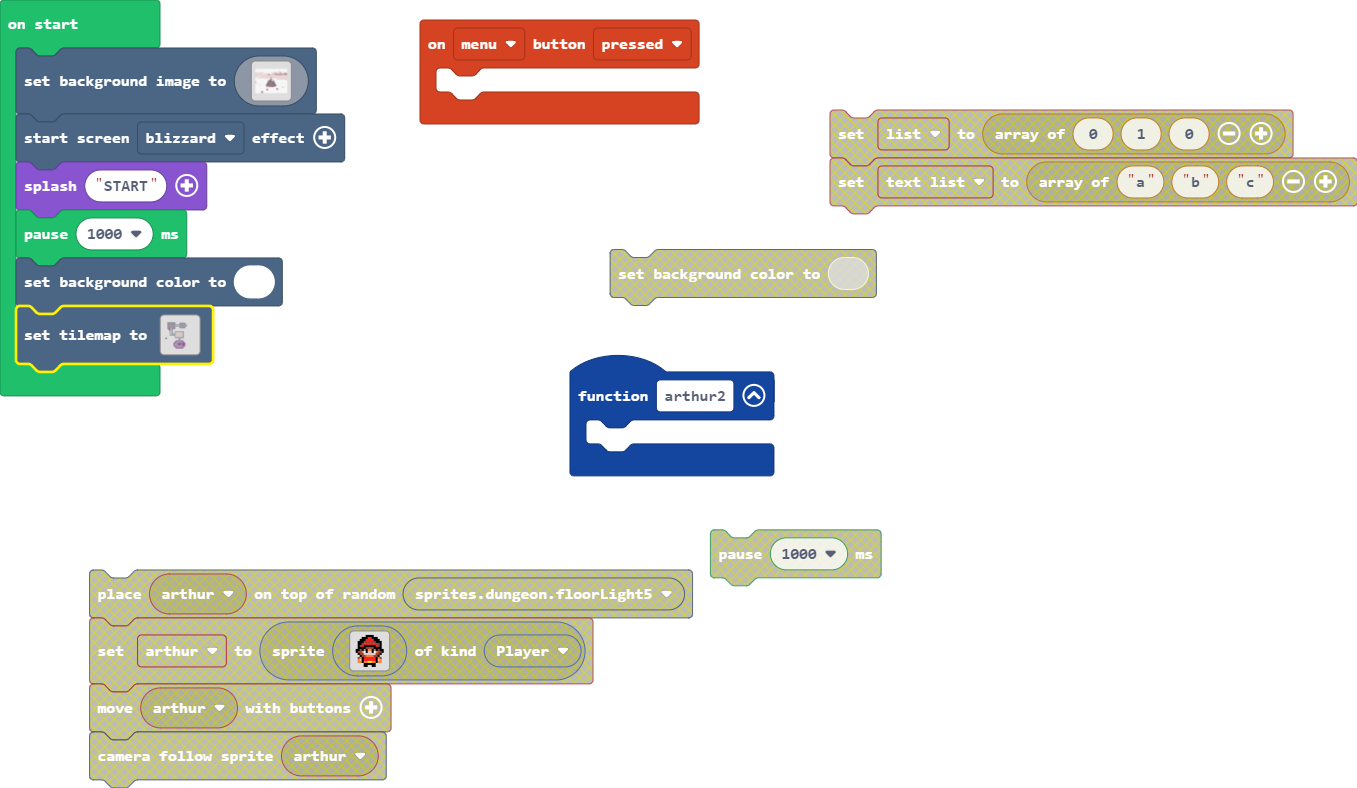 on start
set background image to
start screen blizzard effect
splash "START"
pause 1000 ms
set background color to
set tilemap to
on menu button pressed
set list to array of 0 1 0
set text list to array of "a" "b" "c"
set background color to
function arthur2
pause 1000 ms
place arthur on top of random sprites.dungeon.floorLight5
set arthur to sprite of kind Player
move arthur with buttons
camera follow sprite arthur